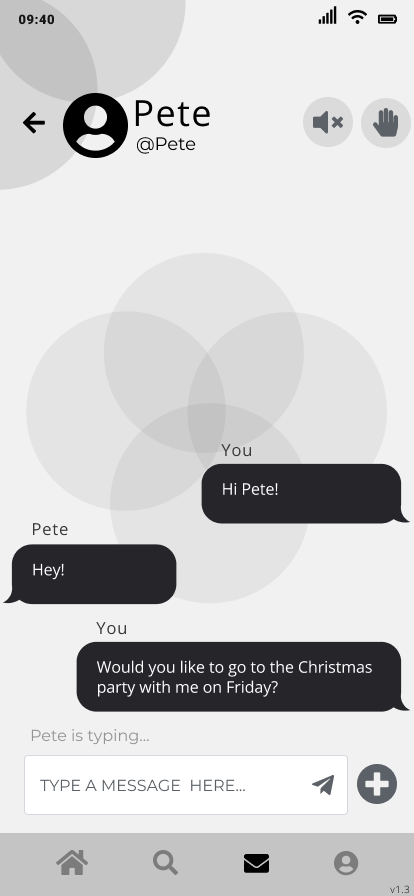 09:40
Pete
@Pete
You
Hi Pete!
Pete
Hey!
You
Would you like to go to the Christmas
party with me on Friday?
Pete is typing...
TYPE A MESSAGE HERE...
v1.3